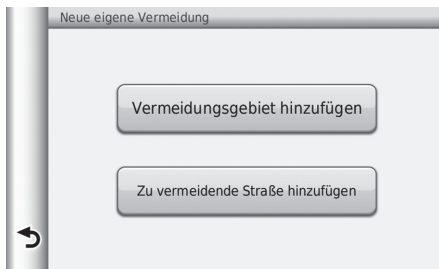 Neue eigene Vermeidung
Vermeidungsgebiet hinzufügen
Zu vermeidende Straße hinzufügen